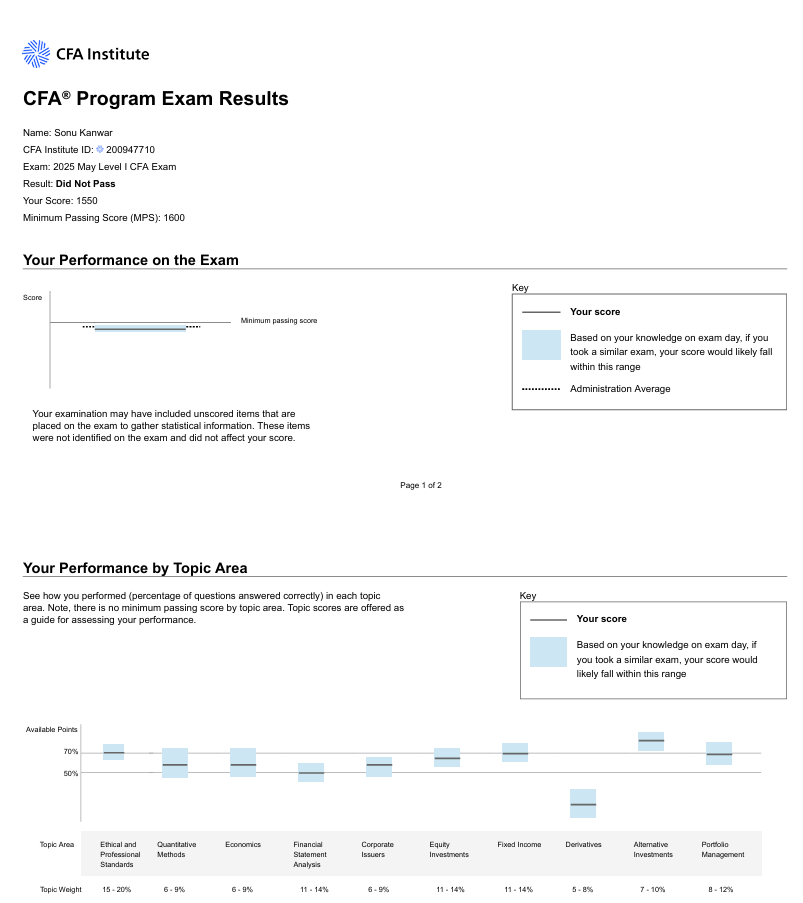 CFA Institute
CFA® Program Exam Results
Name: Sonu Kanwar
CFA Institute ID: 200947710
Exam: 2025 May Level I CFA Exam
Result: Did Not Pass
Your Score: 1550
Minimum Passing Score (MPS): 1600
Your Performance on the Exam
Score
Minimum passing score
Key
Your score
Based on your knowledge on exam day, if you
took a similar exam, your score would likely fall
within this range
Administration Average
Your examination may have included unscored items that are
placed on the exam to gather statistical information. These items
were not identified on the exam and did not affect your score.
Page 1 of 2
Your Performance by Topic Area
See how you performed (percentage of questions answered correctly) in each topic
area. Note, there is no minimum passing score by topic area. Topic scores are offered as
a guide for assessing your performance.
Key
Your score
Based on your knowledge on exam day, if
you took a similar exam, your score would
likely fall within this range
Available Points
70%
50%
Topic Area
Ethical and
Professional
Standards
Quantitative
Methods
Economics
Financial
Statement
Analysis
Corporate
Issuers
Equity
Investments
Fixed Income
Derivatives
Alternative
Investments
Portfolio
Management
Topic Weight
15 - 20%
6 - 9%
6 - 9%
11 - 14%
6 - 9%
11 - 14%
11 - 14%
5 - 8%
7 - 10%
8 - 12%